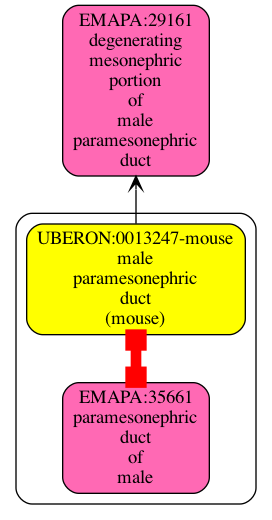 EMAPA:29161
degenerating
mesonephric
portion
of
male
paramesonephric
duct
UBERON:0013247-mouse
male
paramesonephric
duct
(mouse)
EMAPA:35661
paramesonephric
duct
of
male